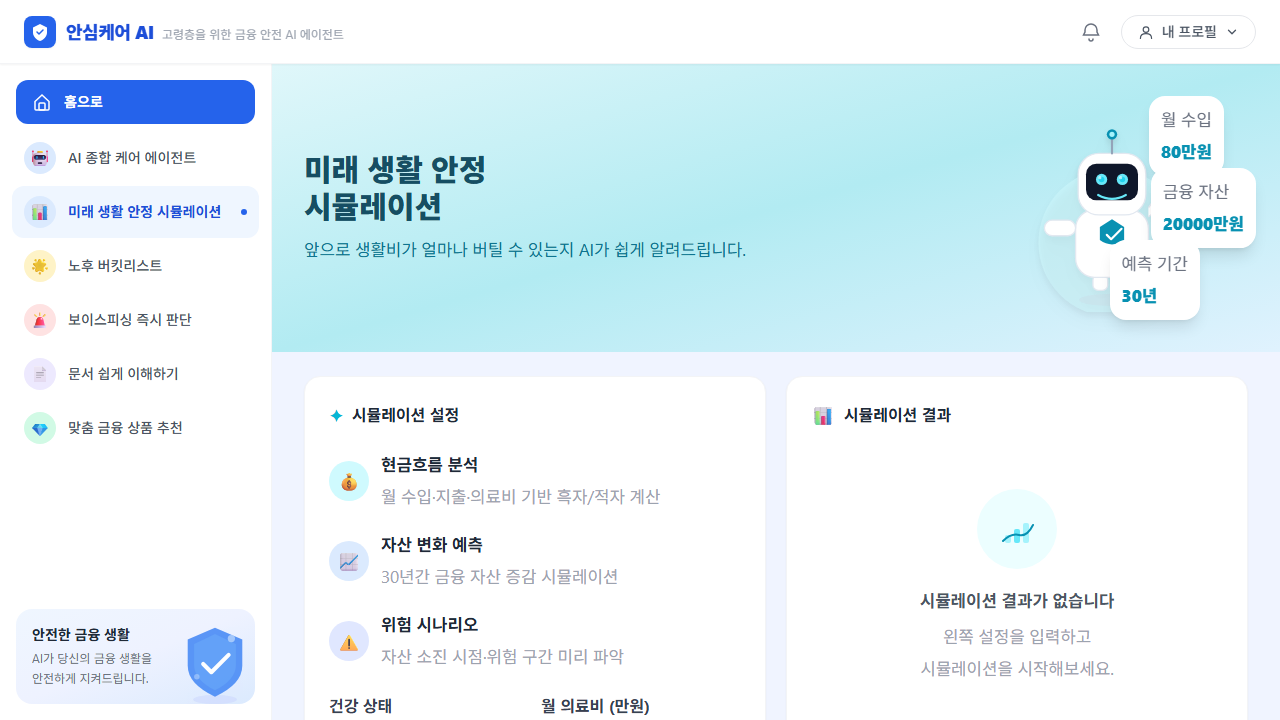 안심케어 AI 고령층을 위한 금융 안전 AI 에이전트
내 프로필
홈으로
AI 종합 케어 에이전트
미래 생활 안정 시뮬레이션
노후 버킷리스트
보이스피싱 즉시 판단
문서 쉽게 이해하기
맞춤 금융 상품 추천
안전한 금융 생활
AI가 당신의 금융 생활을
안전하게 지켜드립니다.
미래 생활 안정
시뮬레이션
앞으로 생활비가 얼마나 버틸 수 있는지 AI가 쉽게 알려드립니다.
월 수입
80만원
금융 자산
20000만원
예측 기간
30년
시뮬레이션 설정
현금흐름 분석
월 수입·지출·의료비 기반 흑자/적자 계산
자산 변화 예측
30년간 금융 자산 증감 시뮬레이션
위험 시나리오
자산 소진 시점·위험 구간 미리 파악
건강 상태
월 의료비 (만원)
시뮬레이션 결과
시뮬레이션 결과가 없습니다
왼쪽 설정을 입력하고
시뮬레이션을 시작해보세요.